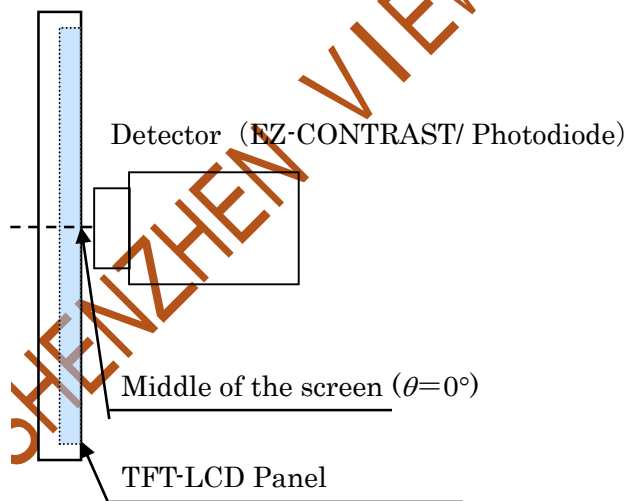 SHENZHEN VIEW
Detector（EZ-CONTRAST/ Photodiode）
Middle of the screen (θ=0°)
TFT-LCD Panel